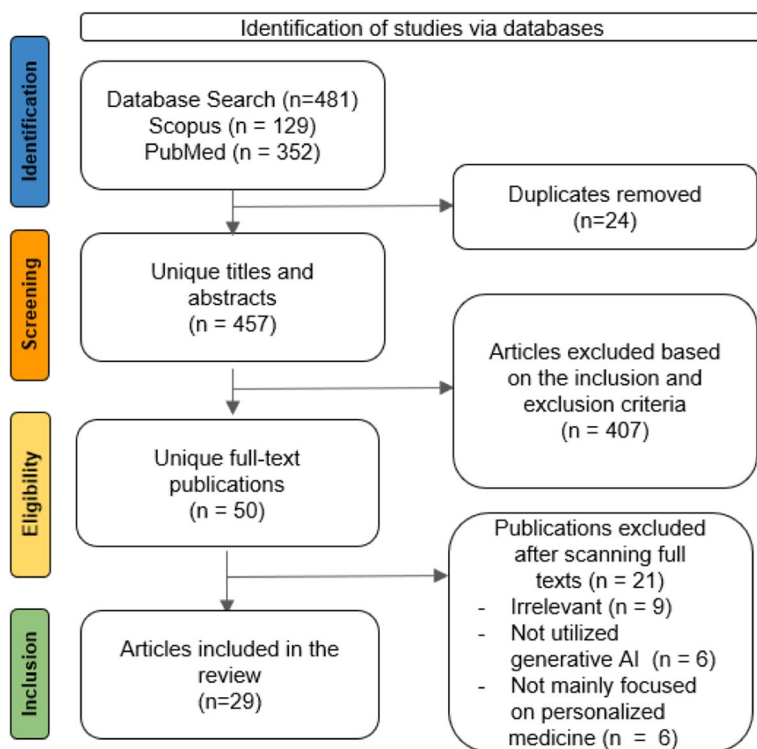 Identification of studies via databases
Identification
Database Search (n=481)
Scopus (n = 129)
PubMed (n = 352)
Duplicates removed
(n=24)
Screening
Unique titles and
abstracts
(n = 457)
Articles excluded based
on the inclusion and
exclusion criteria
(n = 407)
Eligibility
Unique full-text
publications
(n = 50)
Publications excluded
after scanning full
texts (n = 21)
- Irrelevant (n = 9)
- Not utilized
generative AI (n = 6)
- Not mainly focused
on personalized
medicine (n = 6)
Inclusion
Articles included in the
review
(n=29)